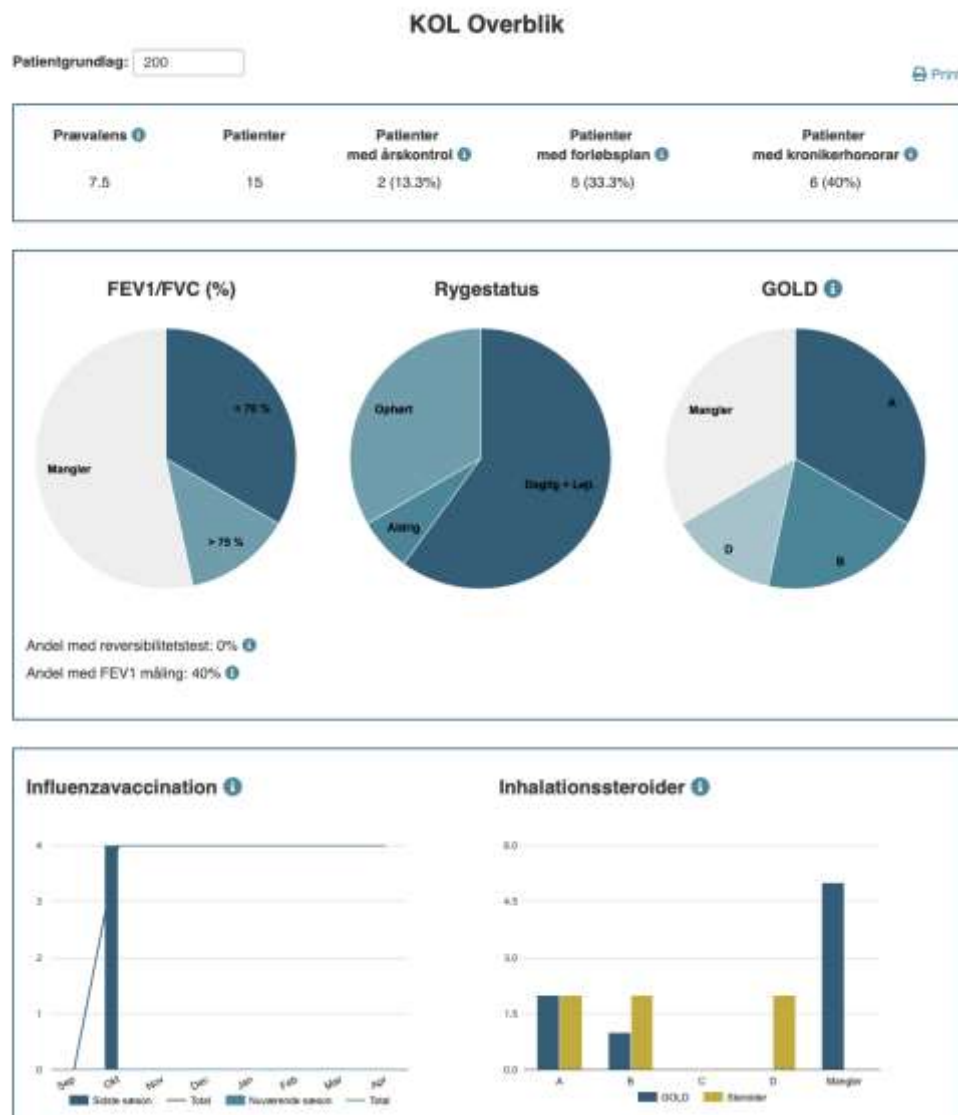 KOL Overblik
Patientgrundlag: 200
Print
Prævalens Patienter Patienter med årskontrol Patienter med forløbsplan Patienter med kronikerhonorar
7.5 15 2 (13.3%) 5 (33.3%) 6 (40%)
FEV1/FVC (%) Rygestatus GOLD
Mangler
Ophørt
Aldrig
Mangler
A
B
D
Andel med reversibilitetstest: 0%
Andel med FEV1 måling: 40%
Influenzavaccination Inhalationssteroider
4
3
2
1
0
Sep Okt Nov Dec Jan Feb Mar Apr
Sidste sæson Total Nuværende sæson Total
6.0
4.5
3.0
1.5
0.0
A B C D Mangler
GOLD Steroider